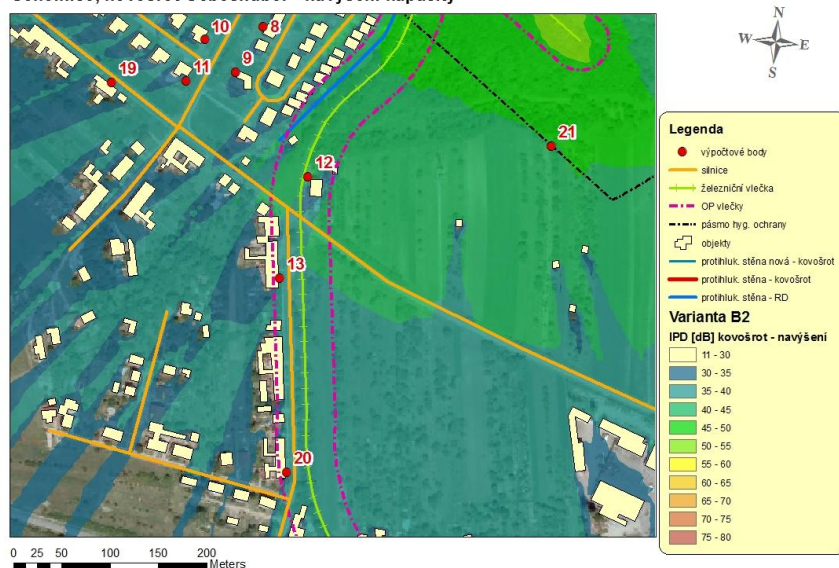 10
8
9
19
11
12
21
13
20
N
W
E
S
Legenda
výpočtové body
silnice
železniční vlečka
OP vlečky
pásmo hyg. ochrany
objekty
protihluk. stěna nová - kovošrot
protihluk. stěna - kovošrot
protihluk. stěna - RD
Varianta B2
IPD [dB] kovošrot - navýšení
11 - 30
30 - 35
35 - 40
40 - 45
45 - 50
50 - 55
55 - 60
60 - 65
65 - 70
70 - 75
75 - 80
0 25 50 100 150 200
Meters